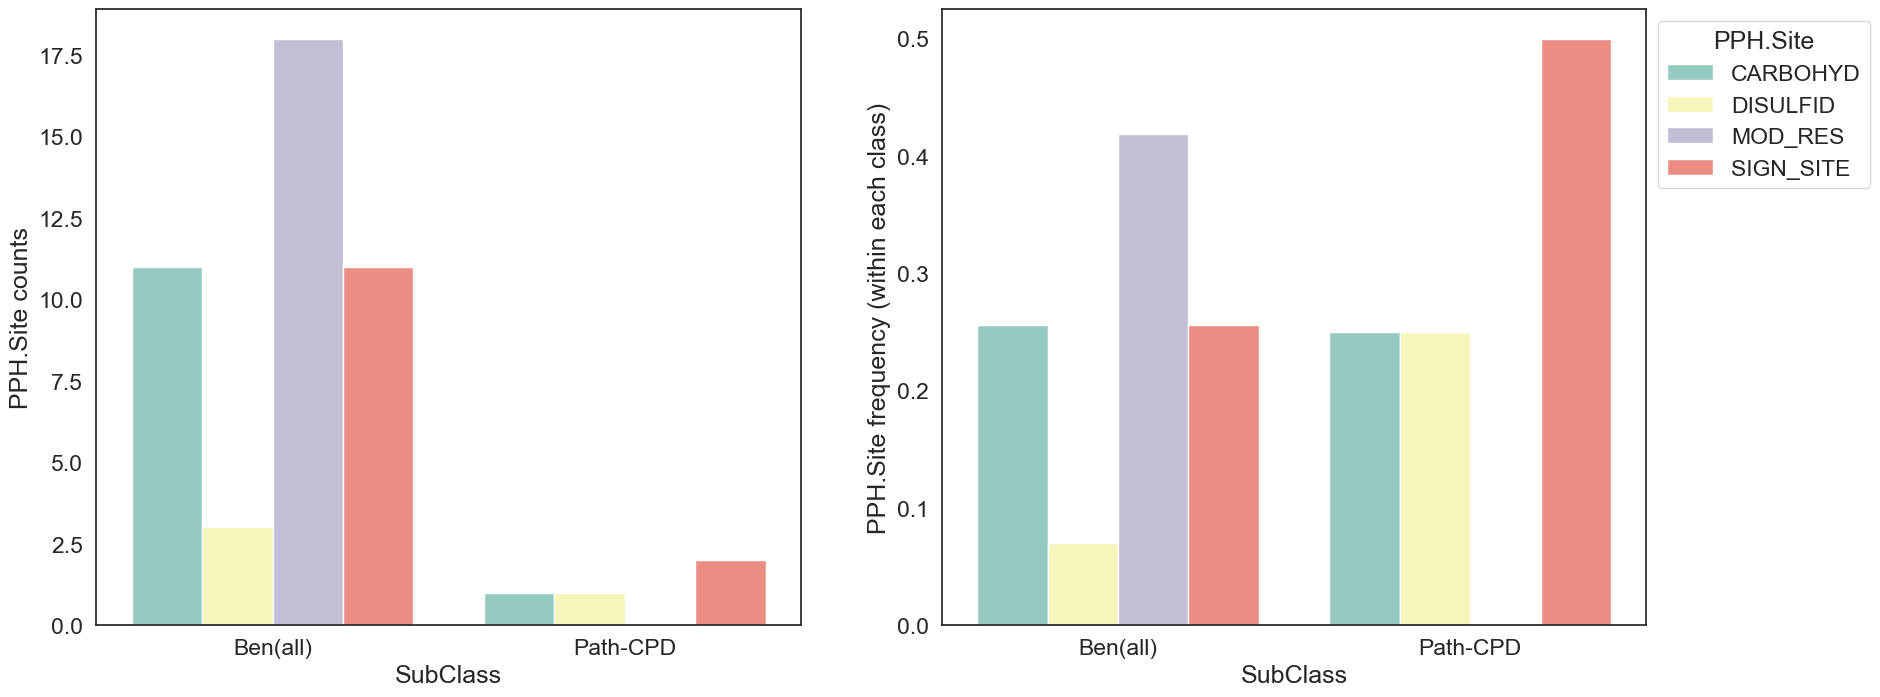 PPH.Site counts
17.5
15.0
12.5
10.0
7.5
5.0
2.5
0.0
Ben(all)
Path-CPD
SubClass
PPH.Site frequency (within each class)
0.5
0.4
0.3
0.2
0.1
0.0
Ben(all)
Path-CPD
SubClass
PPH.Site
CARBOHYD
DISULFID
MOD_RES
SIGN_SITE